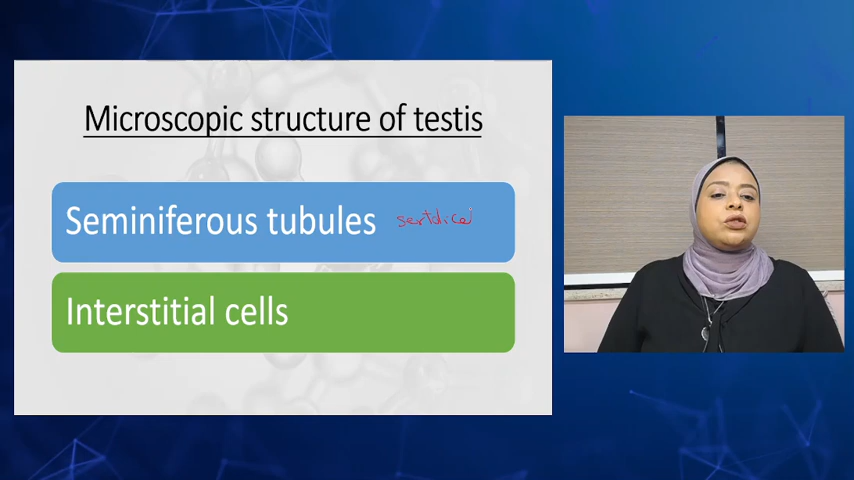 Microscopic structure of testis
Seminiferous tubules
Interstitial cells